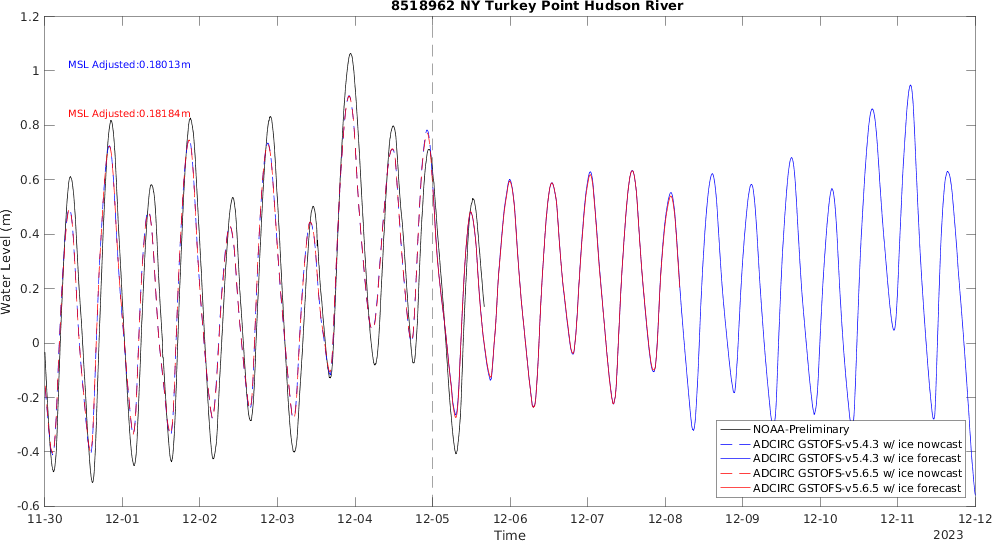 8518962 NY Turkey Point Hudson River
MSL Adjusted:0.18013m
MSL Adjusted:0.18184m
Water Level (m)
1.2
1
0.8
0.6
0.4
0.2
0
-0.2
-0.4
-0.6
NOAA-Preliminary
ADCIRC GSTOFS-v5.4.3 w/ ice nowcast
ADCIRC GSTOFS-v5.4.3 w/ ice forecast
ADCIRC GSTOFS-v5.6.5 w/ ice nowcast
ADCIRC GSTOFS-v5.6.5 w/ ice forecast
11-30 12-01 12-02 12-03 12-04 12-05 12-06 12-07 12-08 12-09 12-10 12-11 12-12
Time
2023